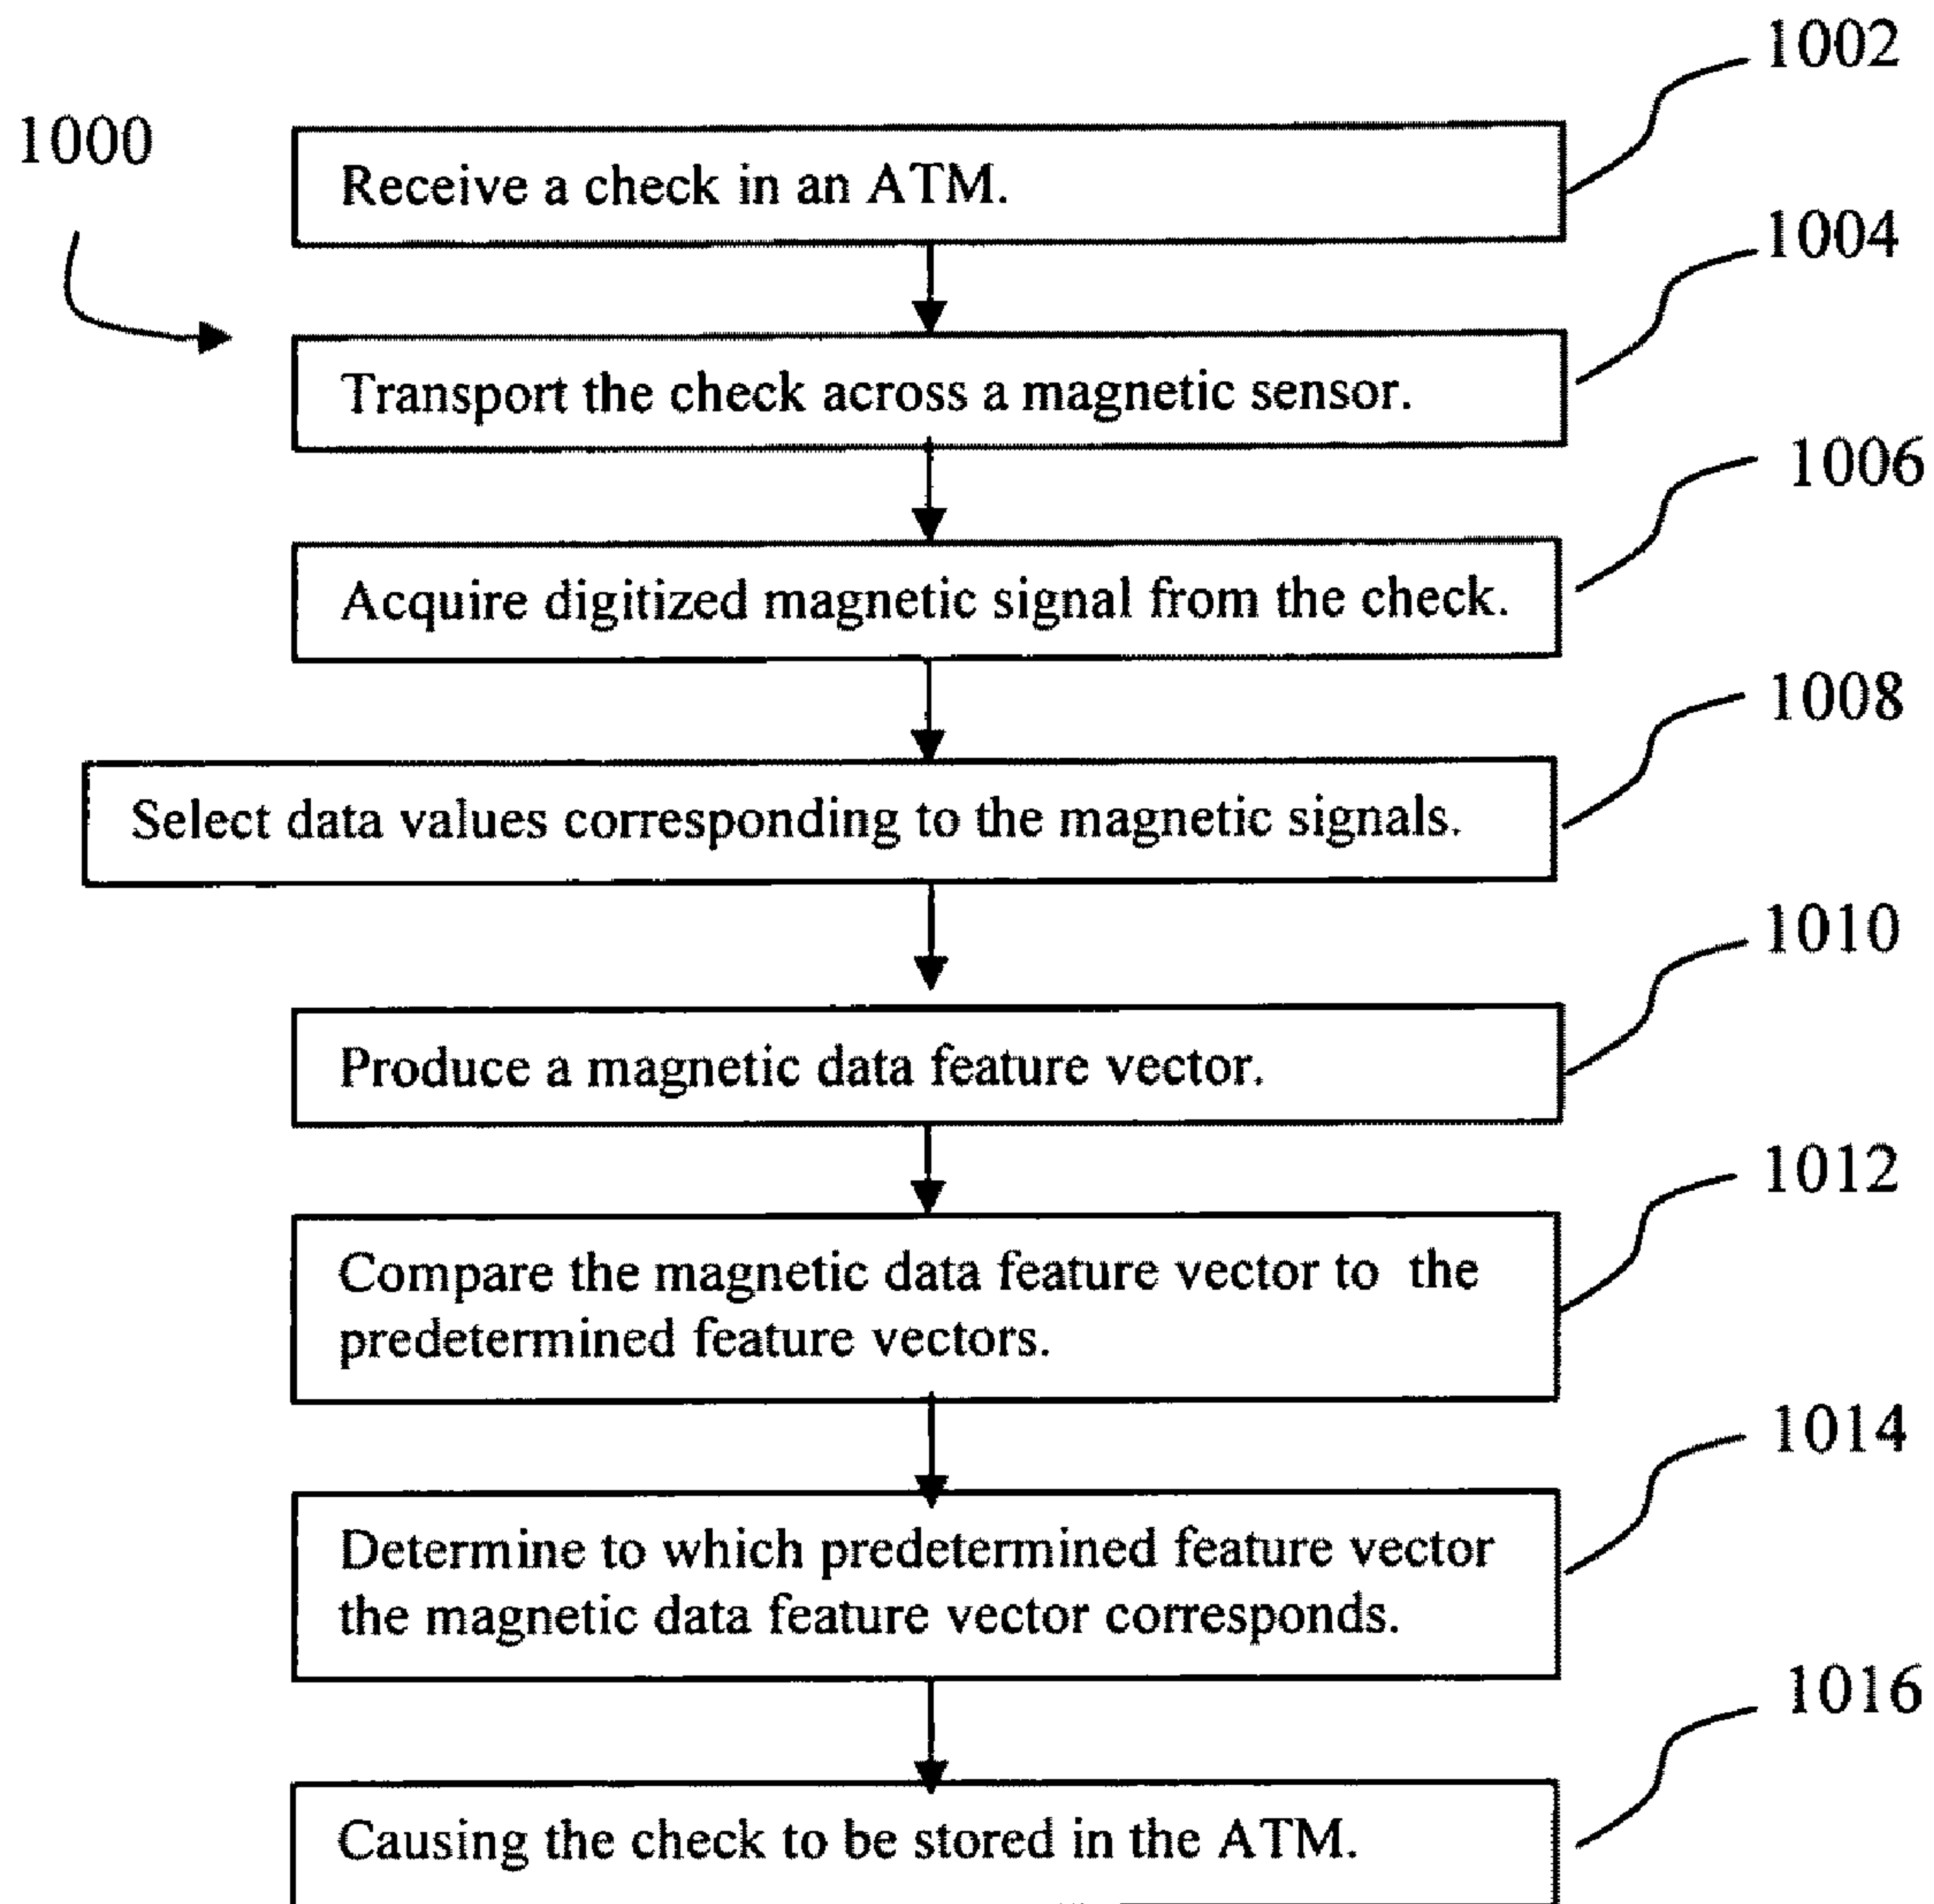 1002
1000
Receive a check in an ATM.
1004
Transport the check across a magnetic sensor.
1006
Acquire digitized magnetic signal from the check.
1008
Select data values corresponding to the magnetic signals.
1010
Produce a magnetic data feature vector.
1012
Compare the magnetic data feature vector to the
predetermined feature vectors.
1014
Determine to which predetermined feature vector
the magnetic data feature vector corresponds.
1016
Causing the check to be stored in the ATM.